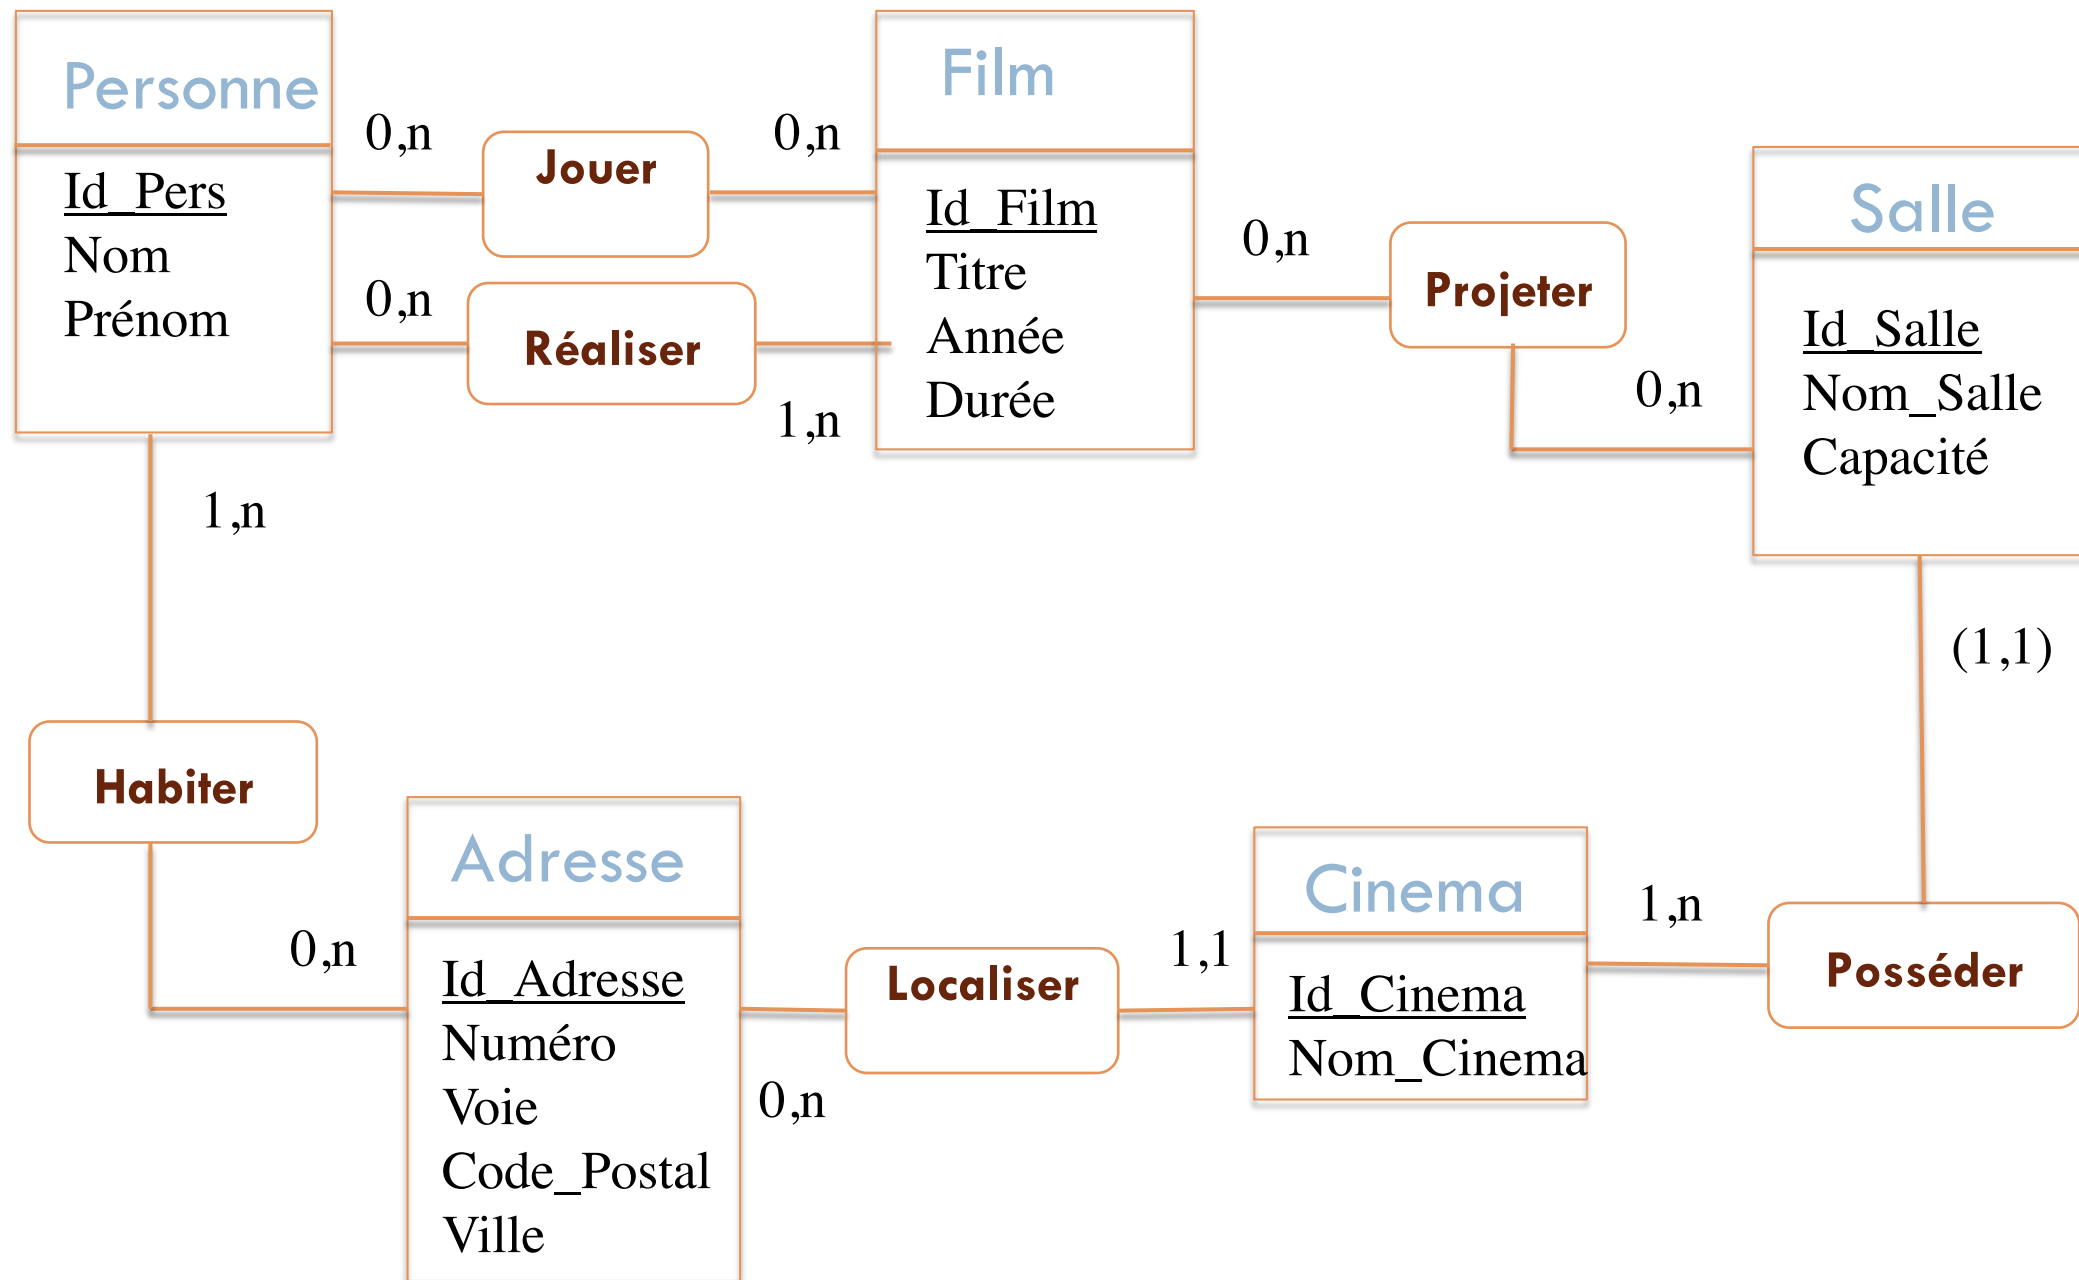 Personne
Id_Pers
Nom
Prénom
0,n
Jouer
0,n
0,n
Réaliser
1,n
Film
Id_Film
Titre
Année
Durée
0,n
Projeter
0,n
Salle
Id_Salle
Nom_Salle
Capacité
1,n
(1,1)
Habiter
0,n
Adresse
Id_Adresse
Numéro
Voie
Code_Postal
Ville
0,n
Localiser
1,1
Cinema
Id_Cinema
Nom_Cinema
1,n
Posséder